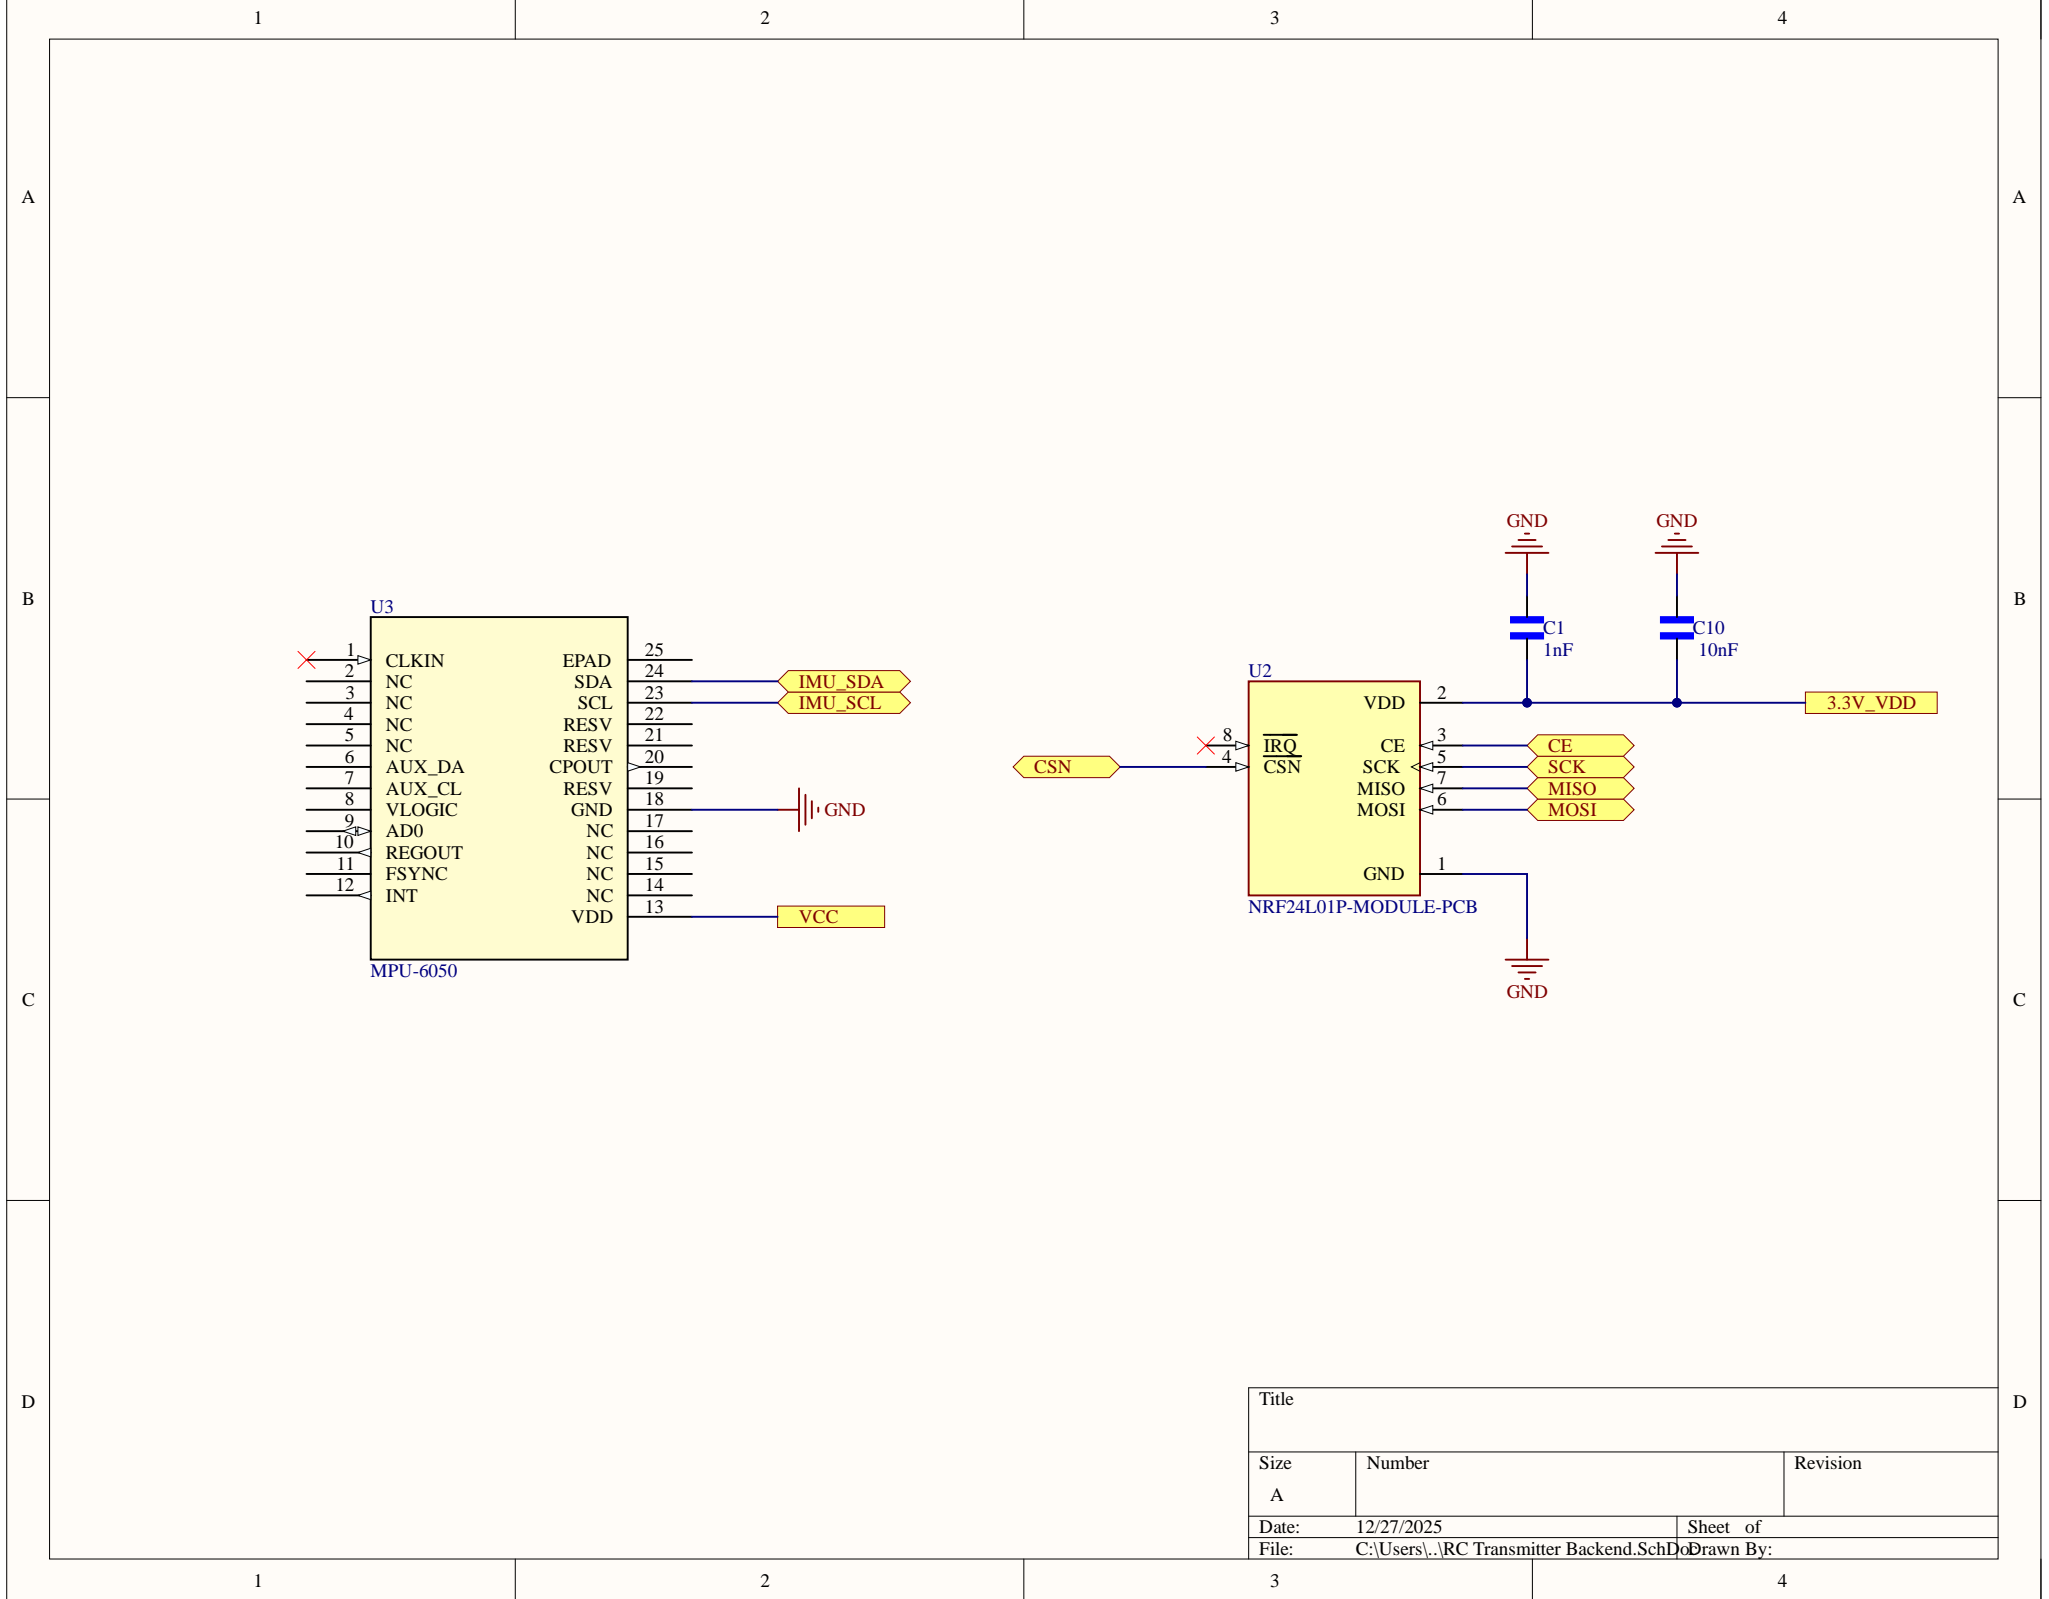 1 2 3 4
A A
B B
C C
D D
U3
1 CLKIN
2 NC
3 NC
4 NC
5 NC
6 AUX_DA
7 AUX_CL
8 VLOGIC
9 AD0
10 REGOUT
11 FSYNC
12 INT
EPAD 25
SDA 24 IMU_SDA
SCL 23 IMU_SCL
RESV 22
RESV 21
CPOUT 20
RESV 19
GND 18 GND
NC 17
NC 16
NC 15
NC 14
VDD 13 VCC
MPU-6050
GND GND
C1
1nF
C10
10nF
U2
VDD 2 3.3V_VDD
8 IRQ
CSN 4 CSN
CE 3 CE
SCK 5 SCK
MISO 7 MISO
MOSI 6 MOSI
GND 1
NRF24L01P-MODULE-PCB
GND
Title
Size
A
Number
Revision
Date: 12/27/2025
Sheet of
File: C:\Users\..\RC Transmitter Backend.SchDoc
Drawn By:
1 2 3 4